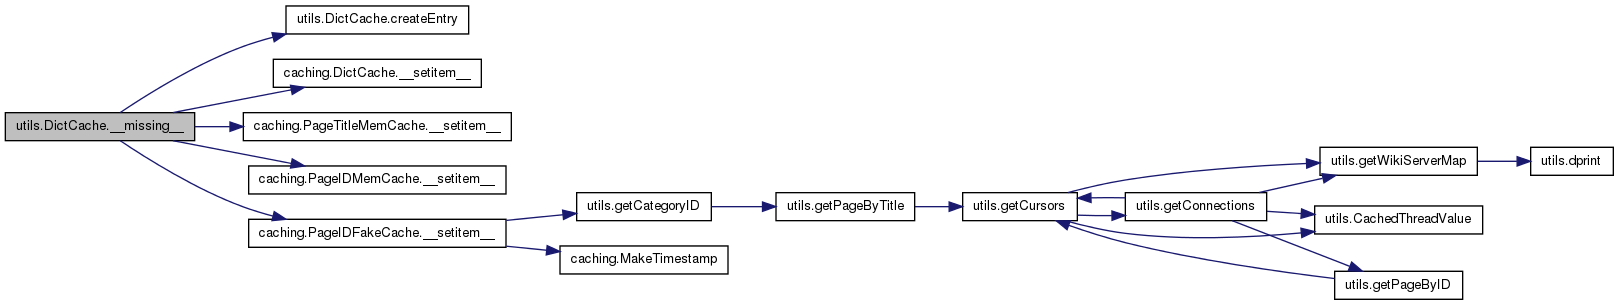 utils.DictCache.createEntry
caching.DictCache.__setitem__
utils.DictCache.__missing__
caching.PageTitleMemCache.__setitem__
caching.PageIDMemCache.__setitem__
caching.PageIDFakeCache.__setitem__
utils.getCategoryID
caching.MakeTimestamp
utils.getPageByTitle
utils.getCursors
utils.getConnections
utils.getWikiServerMap
utils.CachedThreadValue
utils.getPageByID
utils.dprint